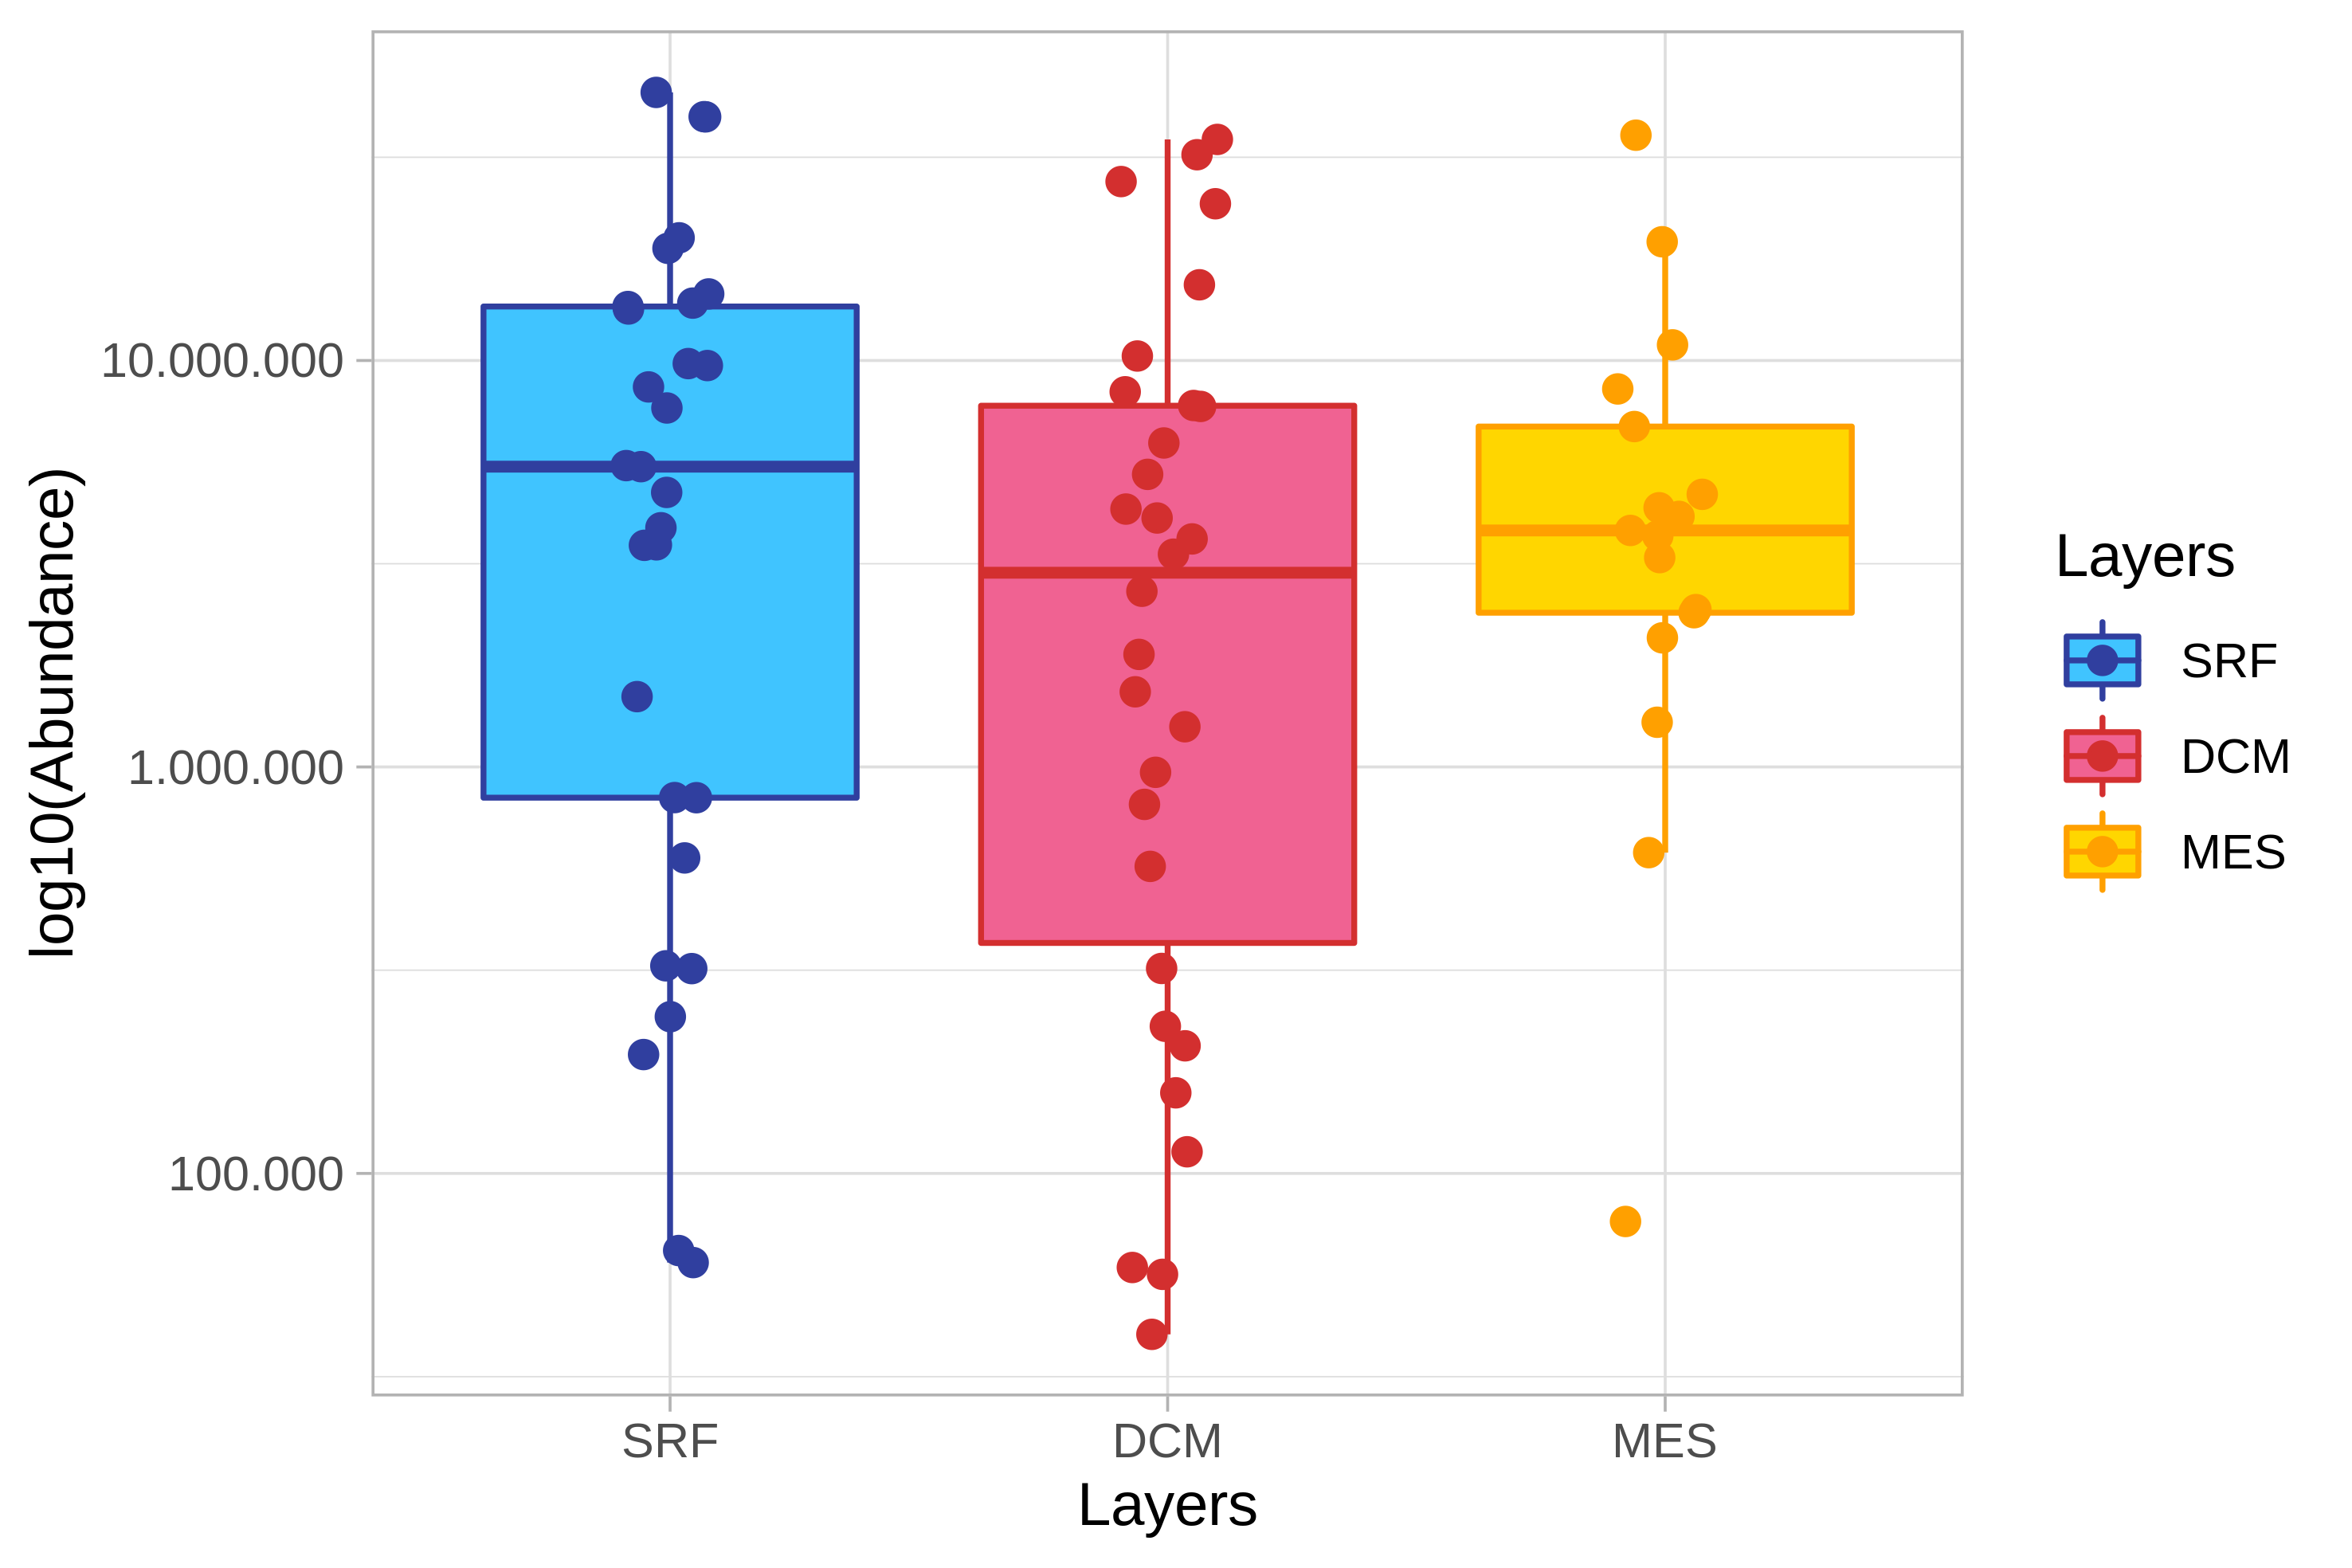 log10(Abundance)
10.000.000
1.000.000
100.000
SRF
DCM
MES
Layers
Layers
SRF
DCM
MES